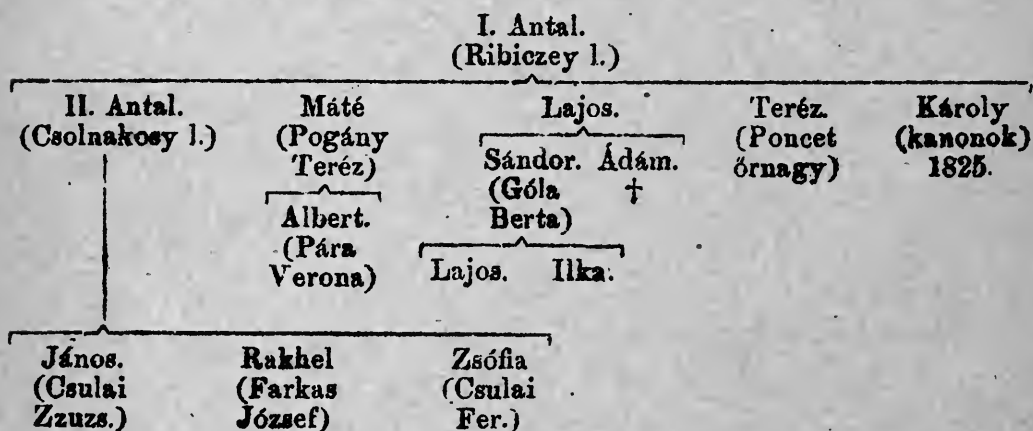 I. Antal.
(Ribiczey l.)
II. Antal. Máté Lajos. Teréz. Károly
(Csolnakosy l.) (Pogány Teréz) (Poncet őrnagy) (kanonok) 1825.
Sándor. Ádám.
(Góla Berta) †
Albert.
(Pára Verona)
Lajos. Ilka.
János. Rakhel Zsófia
(Csulai (Farkas (Csulai
Zzuzs.) József) Fer.)